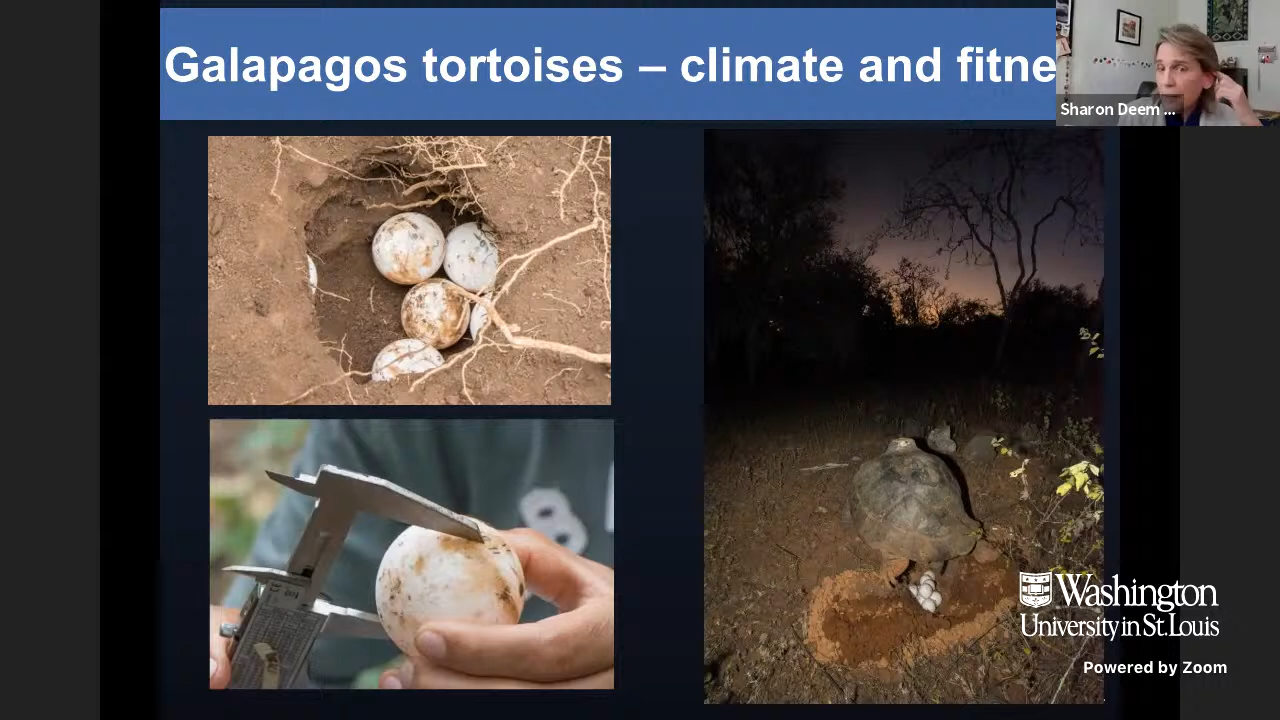 Galapagos tortoises – climate and fitne
Sharon Deem ...
Washington
University in St. Louis
Powered by Zoom